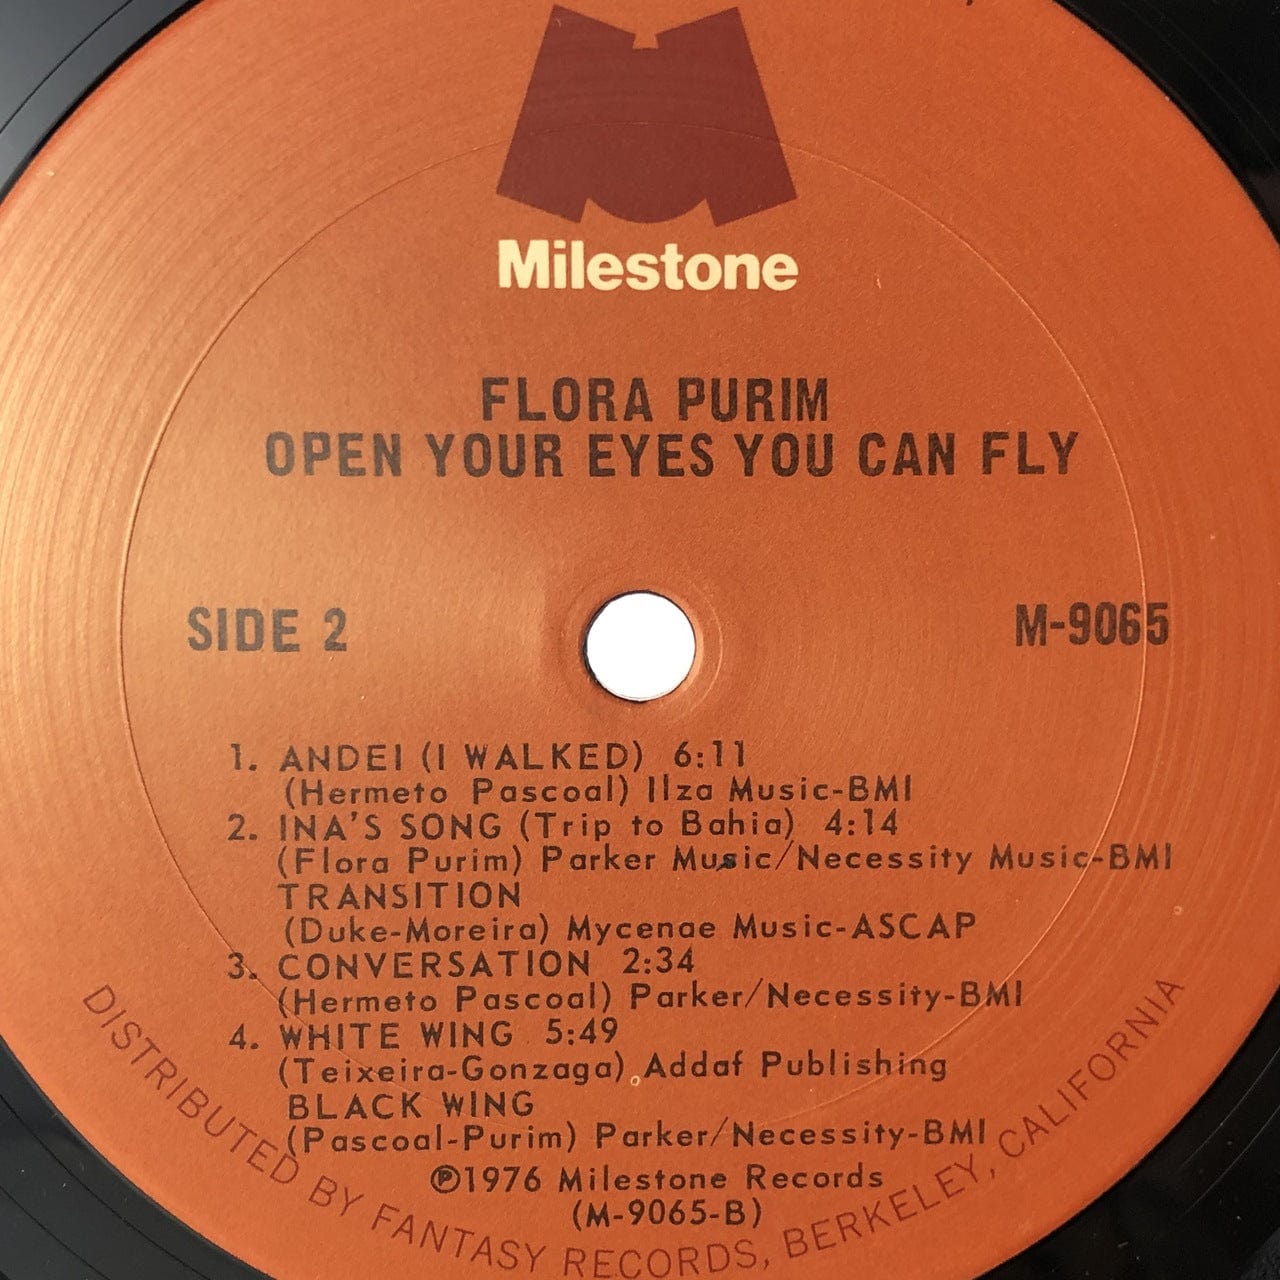 Milestone
FLORA PURIM
OPEN YOUR EYES YOU CAN FLY
SIDE 2
M-9065
1. ANDEI (I WALKED) 6:11
(Hermeto Pascoal) Ilza Music-BMI
2. INA'S SONG (Trip to Bahia) 4:14
(Flora Purim) Parker Music/Necessity Music-BMI
TRANSITION
(Duke-Moreira) Mycenae Music-ASCAP
3. CONVERSATION 2:34
(Hermeto Pascoal) Parker/Necessity-BMI
4. WHITE WING 5:49
(Teixeira-Gonzaga) Addaf Publishing
BLACK WING
(Pascoal-Purim) Parker/Necessity-BMI
℗1976 Milestone Records
(M-9065-B)
DISTRIBUTED BY FANTASY RECORDS, BERKELEY, CALIFORNIA